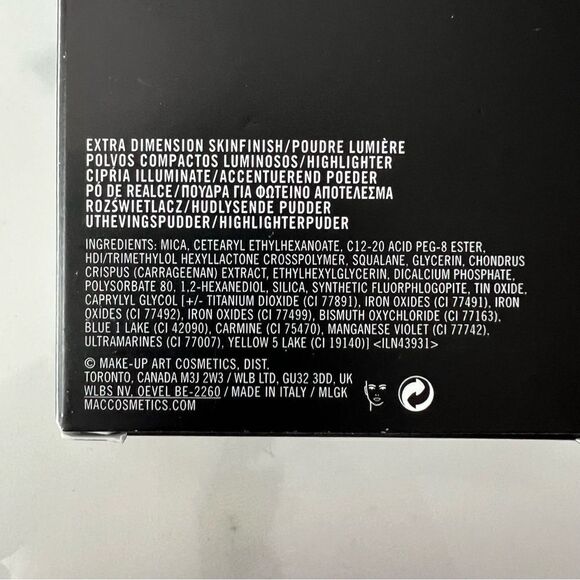 EXTRA DIMENSION SKINFINISH/POUDRE LUMIÈRE
POLVOS COMPACTOS LUMINOSOS/HIGHLIGHTER
CIPRIA ILLUMINATE/ACCENTUEREND POEDER
PÓ DE REALCE/ΠΟΥΔΡΑ ΓΙΑ ΦΩΤΕΙΝΟ ΑΠΟΤΕΛΕΣΜΑ
ROZŚWIETLACZ/HUDLYSENDE PUDDER
UTHEVINGSPUDDER/HIGHLIGHTERPUDER
INGREDIENTS: MICA, CETEARYL ETHYLHEXANOATE, C12-20 ACID PEG-8 ESTER,
HDI/TRIMETHYLOL HEXYLLACTONE CROSSPOLYMER, SQUALANE, GLYCERIN, CHONDRUS
CRISPUS (CARRAGEENAN) EXTRACT, ETHYLHEXYLGLYCERIN, DICALCIUM PHOSPHATE,
POLYSORBATE 80, 1,2-HEXANEDIOL, SILICA, SYNTHETIC FLUORPHLOGOPITE, TIN OXIDE,
CAPRYLYL GLYCOL [+/- TITANIUM DIOXIDE (CI 77891), IRON OXIDES (CI 77491), IRON
OXIDES (CI 77492), IRON OXIDES (CI 77499), BISMUTH OXYCHLORIDE (CI 77163),
BLUE 1 LAKE (CI 42090), CARMINE (CI 75470), MANGANESE VIOLET (CI 77742),
ULTRAMARINES (CI 77007), YELLOW 5 LAKE (CI 19140)] <ILN43931>
© MAKE-UP ART COSMETICS, DIST.
TORONTO, CANADA M3J 2W3 / WLB LTD, GU32 3DD, UK
WLBS NV, OEVEL BE-2260 / MADE IN ITALY / MLGK
MACCOSMETICS.COM